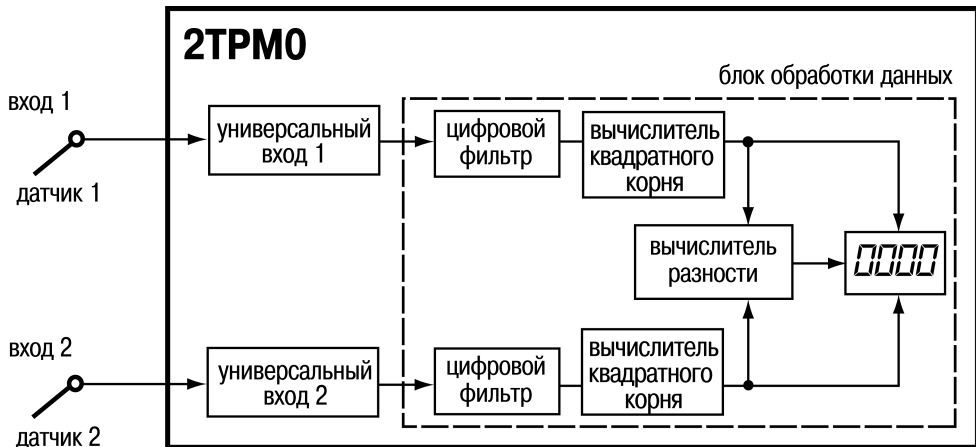 2ТРМ0
блок обработки данных
вход 1
датчик 1
универсальный
вход 1
цифровой
фильтр
вычислитель
квадратного
корня
вычислитель
разности
0000
вход 2
датчик 2
универсальный
вход 2
цифровой
фильтр
вычислитель
квадратного
корня